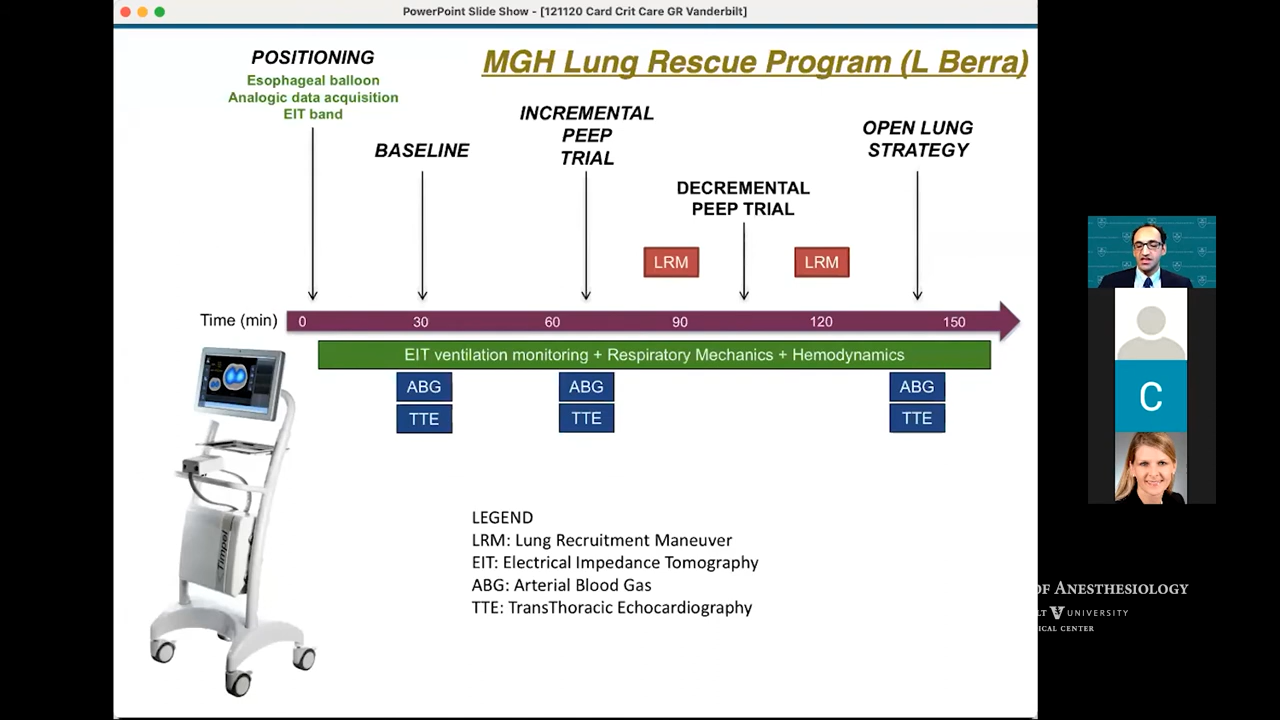 PowerPoint Slide Show - [121120 Card Crit Care GR Vanderbilt]
MGH Lung Rescue Program (L Berra)
POSITIONING
Esophageal balloon
Analogic data acquisition
EIT band
BASELINE
INCREMENTAL
PEEP
TRIAL
DECREMENTAL
PEEP TRIAL
OPEN LUNG
STRATEGY
LRM
LRM
Time (min)
0 30 60 90 120 150
EIT ventilation monitoring + Respiratory Mechanics + Hemodynamics
ABG
TTE
ABG
TTE
ABG
TTE
Timpel
LEGEND
LRM: Lung Recruitment Maneuver
EIT: Electrical Impedance Tomography
ABG: Arterial Blood Gas
TTE: TransThoracic Echocardiography
C
OF ANESTHESIOLOGY
LT V UNIVERSITY
ICAL CENTER